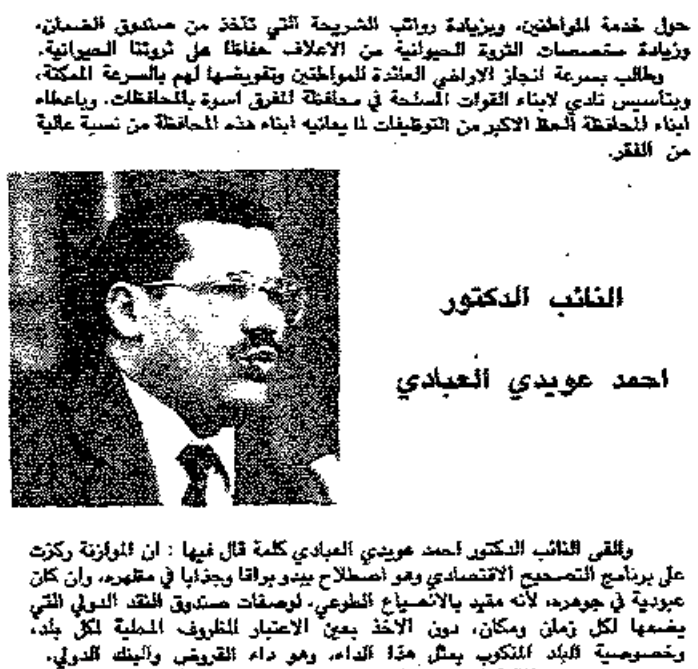 حول خدمة المواطنين، وبزيادة رواتب الشريحة التي تتخذ من صندوق الضمان،
وزيادة مخصصات الثروة الحيوانية من الاعلاف حفاظا على ثروتنا الحيوانية.
وطالب بسرعة انجاز الاراضي العائدة للمواطنين وتفويضها لهم بالسرعة الممكنة،
وبتأسيس نادي لابناء القوات المسلحة في محافظة المفرق اسوة بالمحافظات. وباعطاء
ابناء المحافظة الحظ الاكبر من التوظيفات لما يعانيه ابناء هذه المحافظة من نسبة عالية
من الفقر.
النائب الدكتور
احمد عويدي العبادي
والقى النائب الدكتور احمد عويدي العبادي كلمة قال فيها : ان الموازنة ركزت
على برنامج التصحيح الاقتصادي وهو اصطلاح يبدو براقا وجذابا في مظهره، وان كان
عبودية في جوهره، لأنه مقيد بالانصياع الطوعي، لوصفات صندوق النقد الدولي التي
يضعها لكل زمان ومكان، دون الاخذ بعين الاعتبار للظروف المحلية لكل بلد،
وخصوصية البلد المنكوب بمثل هذا الداء، وهو داء القروض والبنك الدولي.